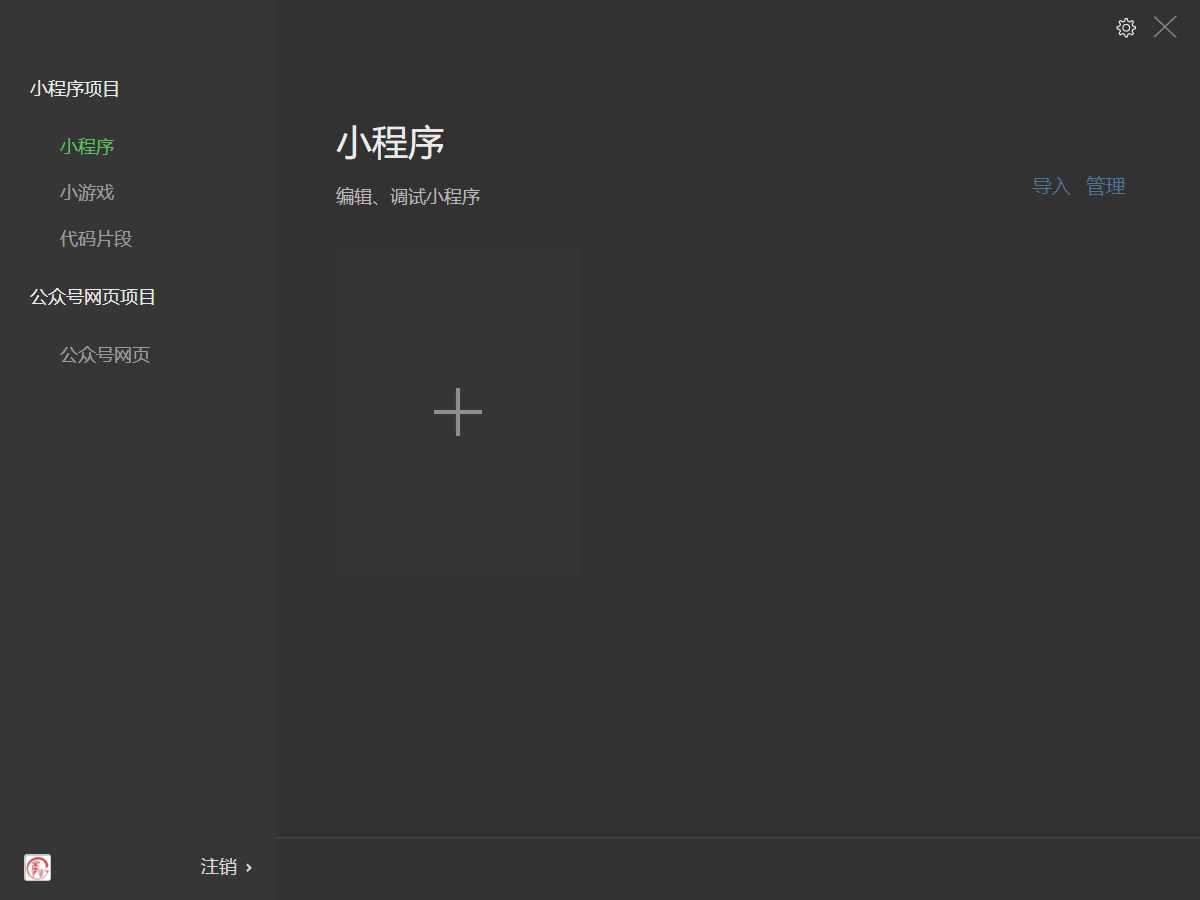 小程序项目
小程序
小游戏
代码片段
公众号网页项目
公众号网页
注销
小程序
编辑、调试小程序
导入 管理